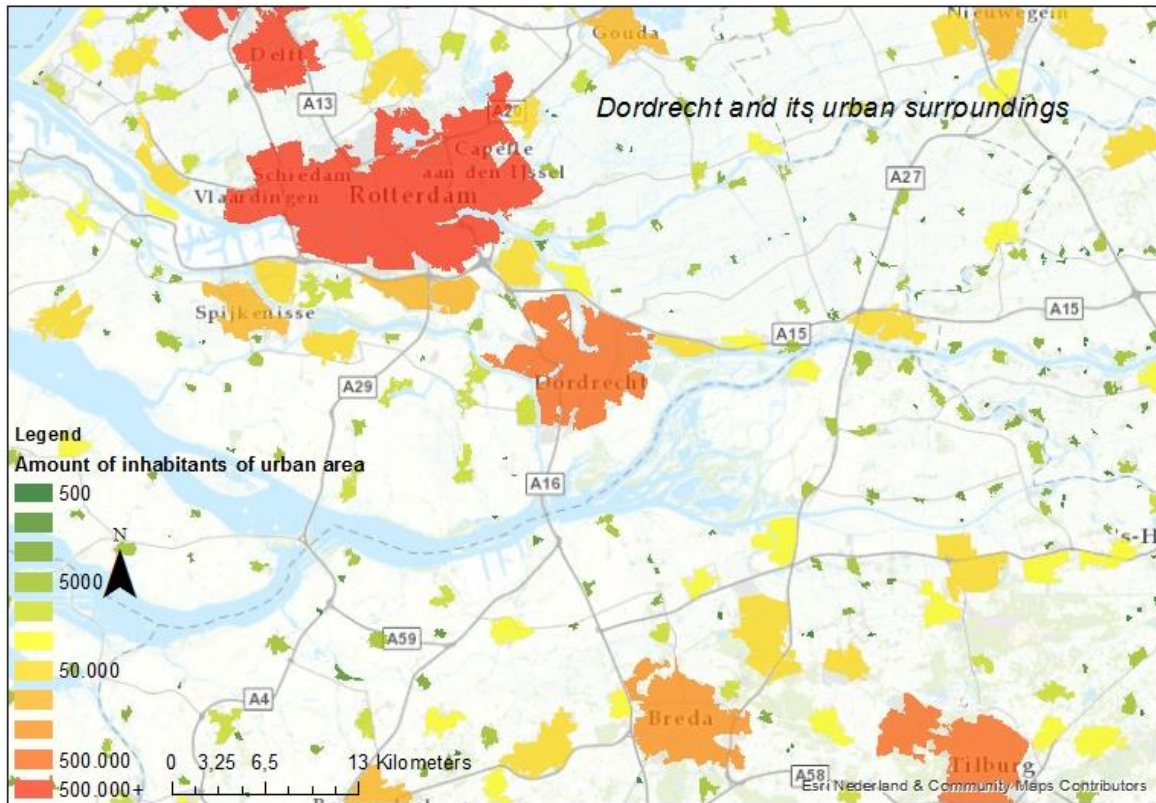 Nieuwegein
Gouda
Delft
A13
A20
Dordrecht and its urban surroundings
Capelle
aan den IJssel
Schiedam
Vlaardingen
Rotterdam
A27
Spijkenisse
A15
A15
Dordrecht
A29
Legend
Amount of inhabitants of urban area
500
A16
N
's-H
5000
A59
50.000
A4
Breda
500.000
0 3,25 6,5 13 Kilometers
Tilburg
A58
500.000+
Esri Nederland & Community Maps Contributors